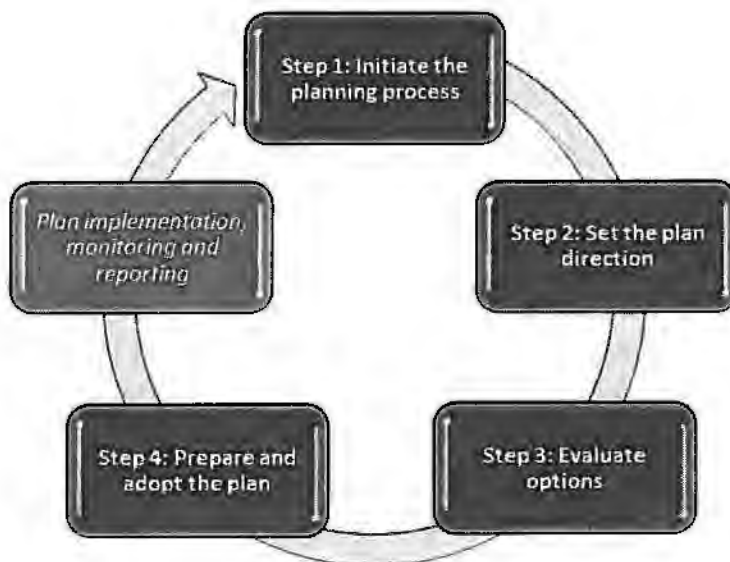 Step 1: Initiate the
planning process
Step 2: Set the plan
direction
Step 3: Evaluate
options
Step 4: Prepare and
adopt the plan
Plan implementation,
monitoring and
reporting